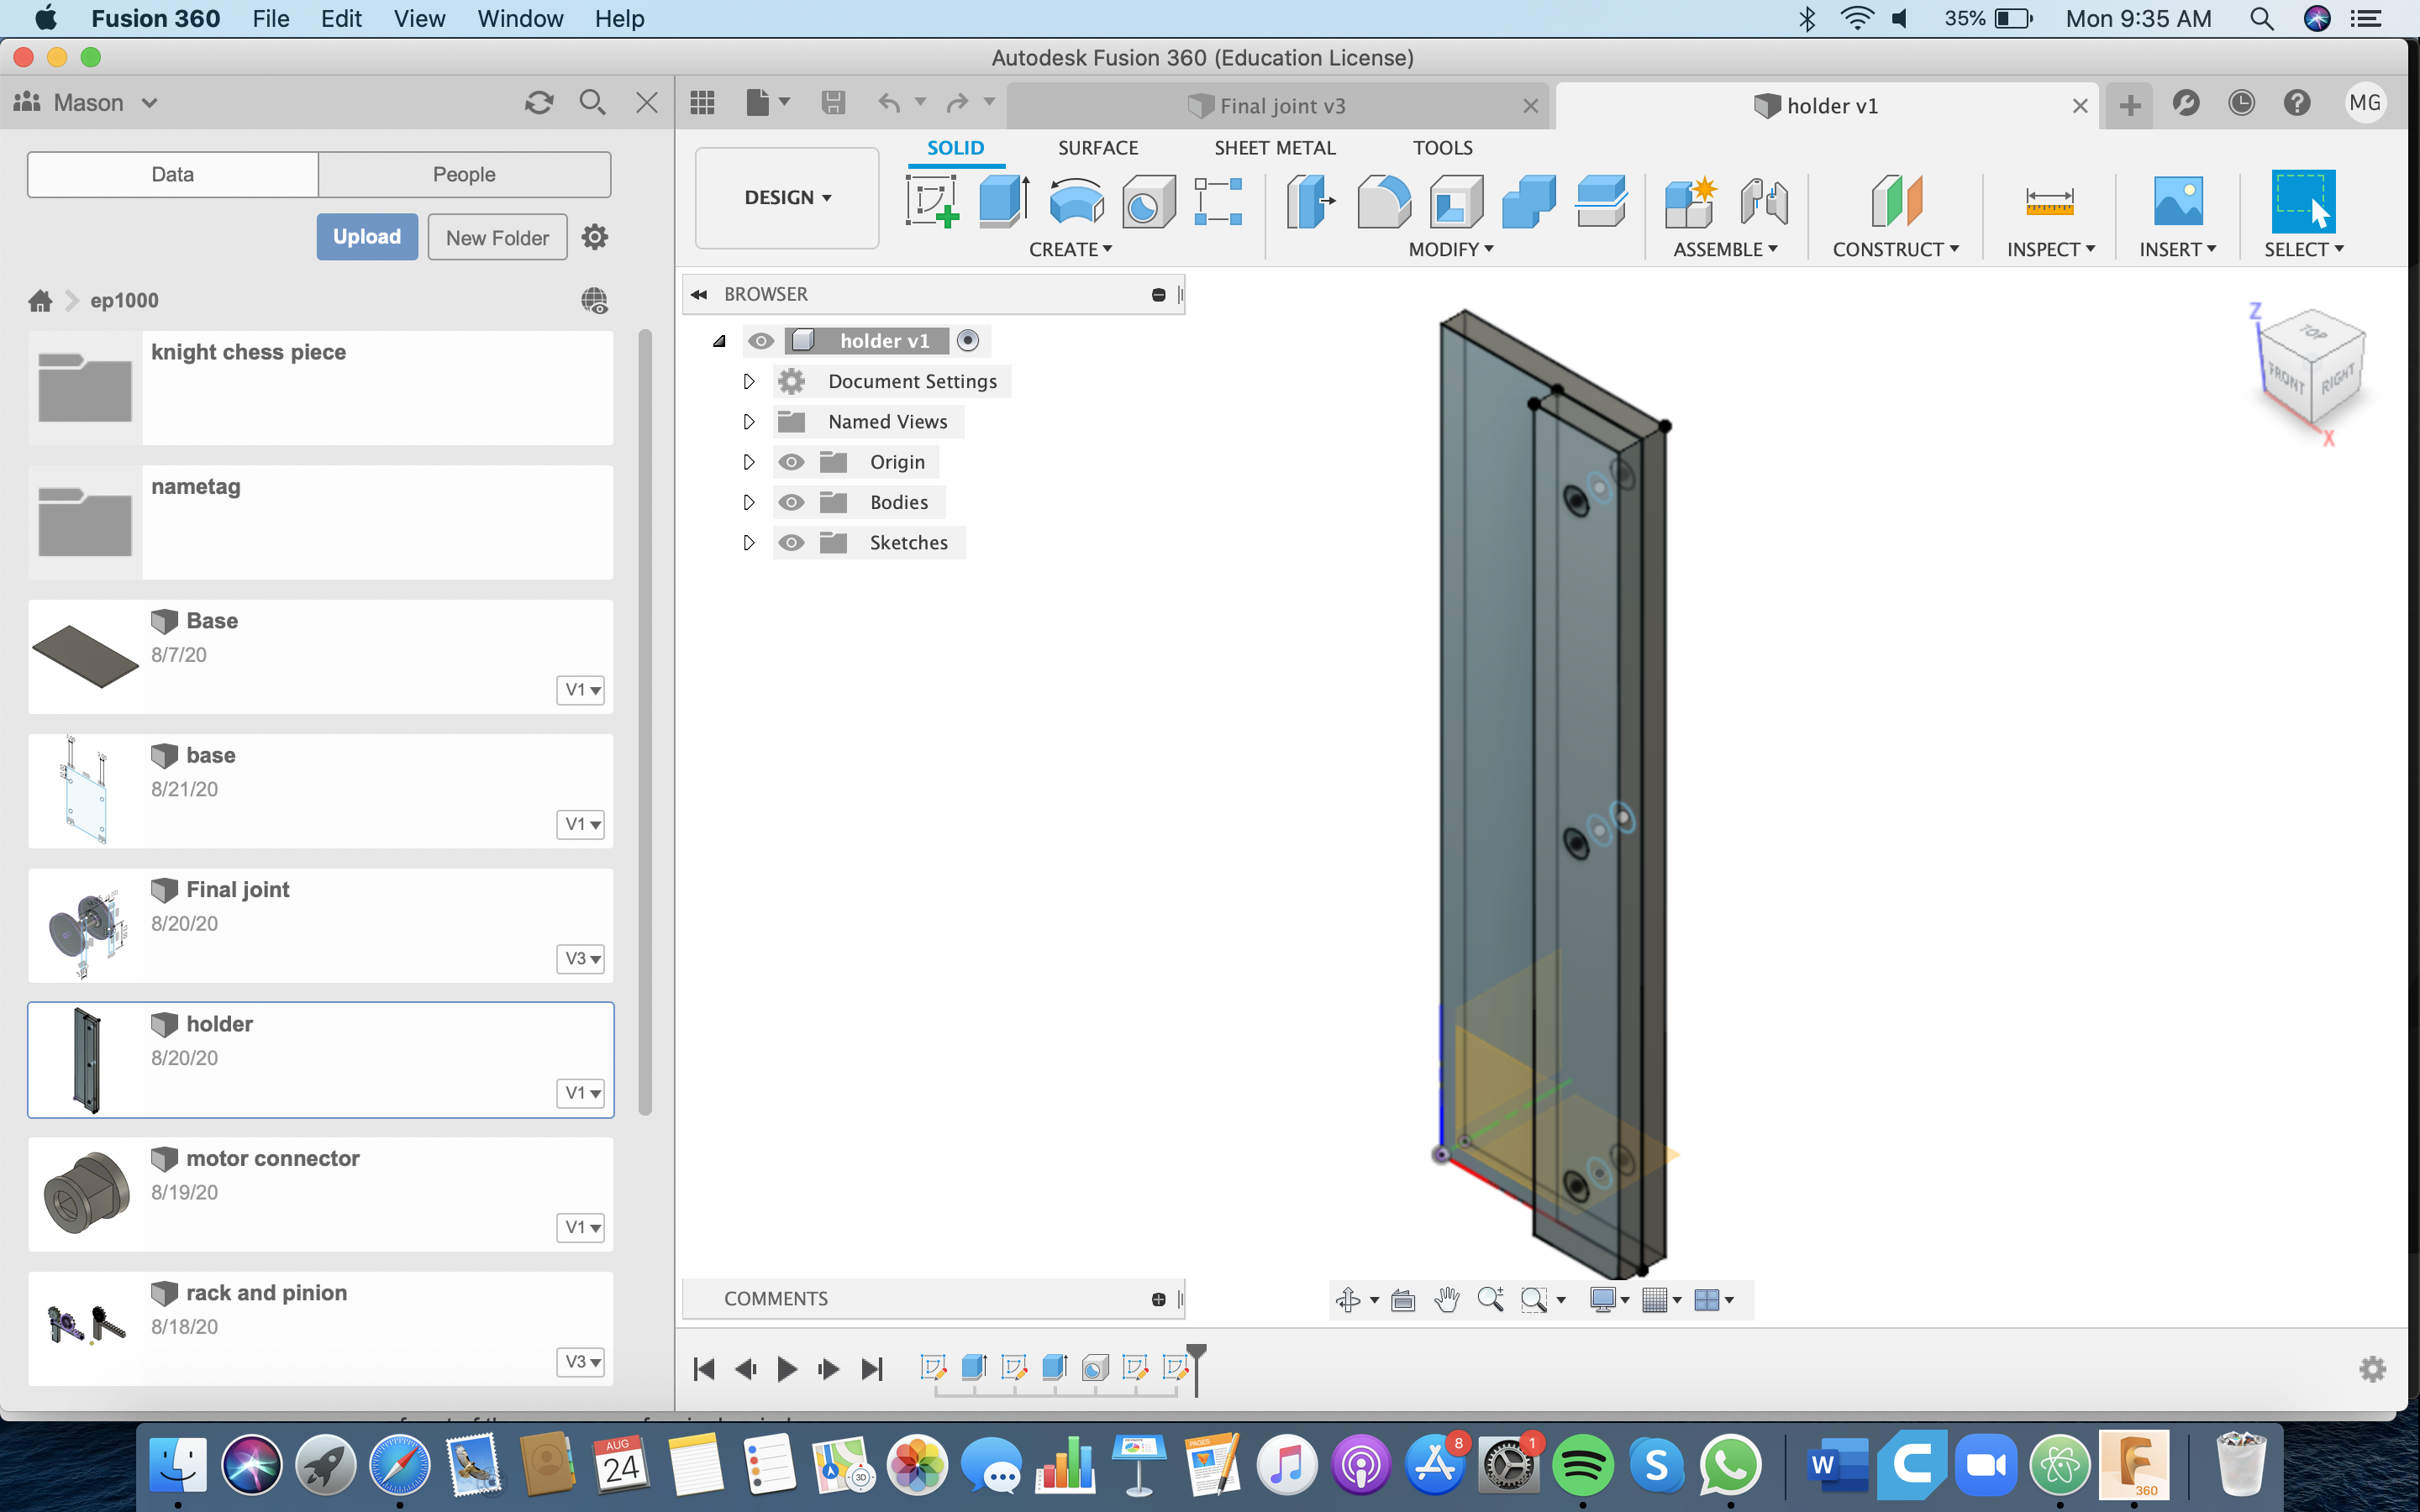 Fusion 360 File Edit View Window Help
35% Mon 9:35 AM
Autodesk Fusion 360 (Education License)
Mason
Final joint v3
holder v1
MG
Data People
Upload New Folder
ep1000
knight chess piece
nametag
Base
8/7/20
V1
base
8/21/20
V1
Final joint
8/20/20
V3
holder
8/20/20
V1
motor connector
8/19/20
V1
rack and pinion
8/18/20
V3
DESIGN
SOLID SURFACE SHEET METAL TOOLS
CREATE MODIFY ASSEMBLE CONSTRUCT INSPECT INSERT SELECT
BROWSER
holder v1
Document Settings
Named Views
Origin
Bodies
Sketches
Z
TOP
FRONT RIGHT
X
COMMENTS
AUG
24
3D
PAGES
8
1
S
W
C
F
360